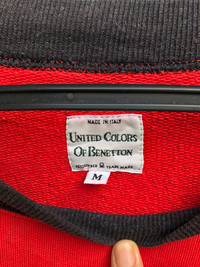 MADE IN ITALY
UNITED COLORS
OF BENETTON
REGISTERED TRADE MARK
M